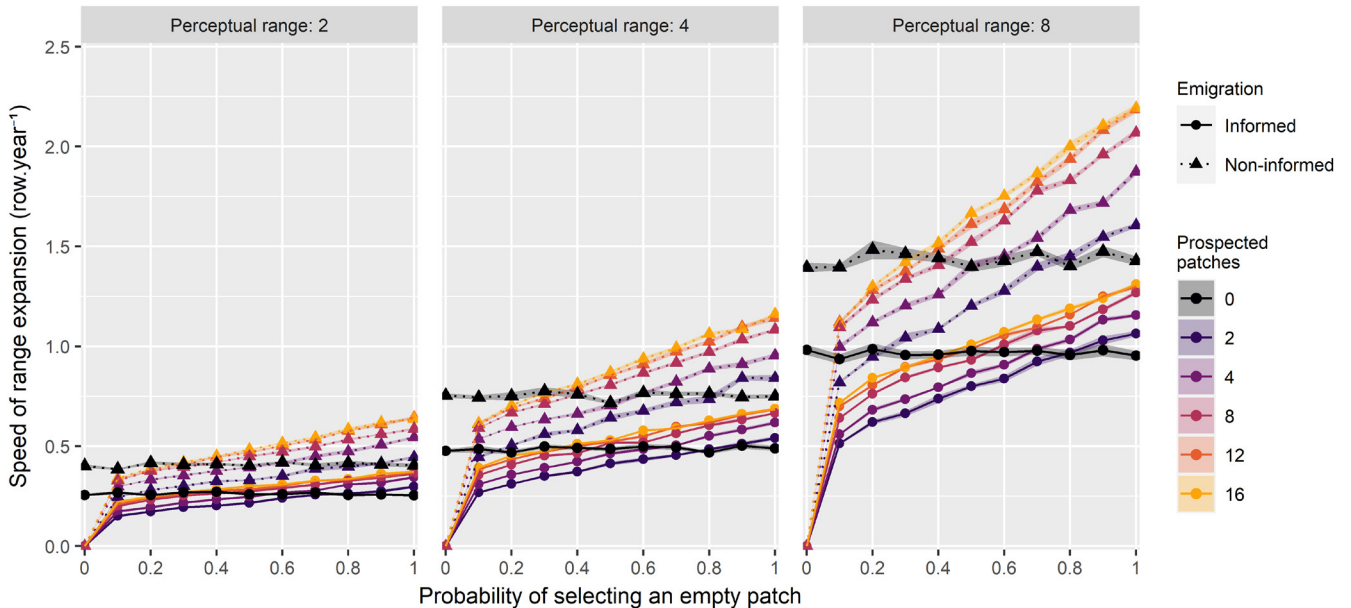 Perceptual range: 2
Perceptual range: 4
Perceptual range: 8
Speed of range expansion (row.year⁻¹)
2.5
2.0
1.5
1.0
0.5
0.0
0 0.2 0.4 0.6 0.8 1
0 0.2 0.4 0.6 0.8 1
0 0.2 0.4 0.6 0.8 1
Probability of selecting an empty patch
Emigration
Informed
Non-informed
Prospected
patches
0
2
4
8
12
16